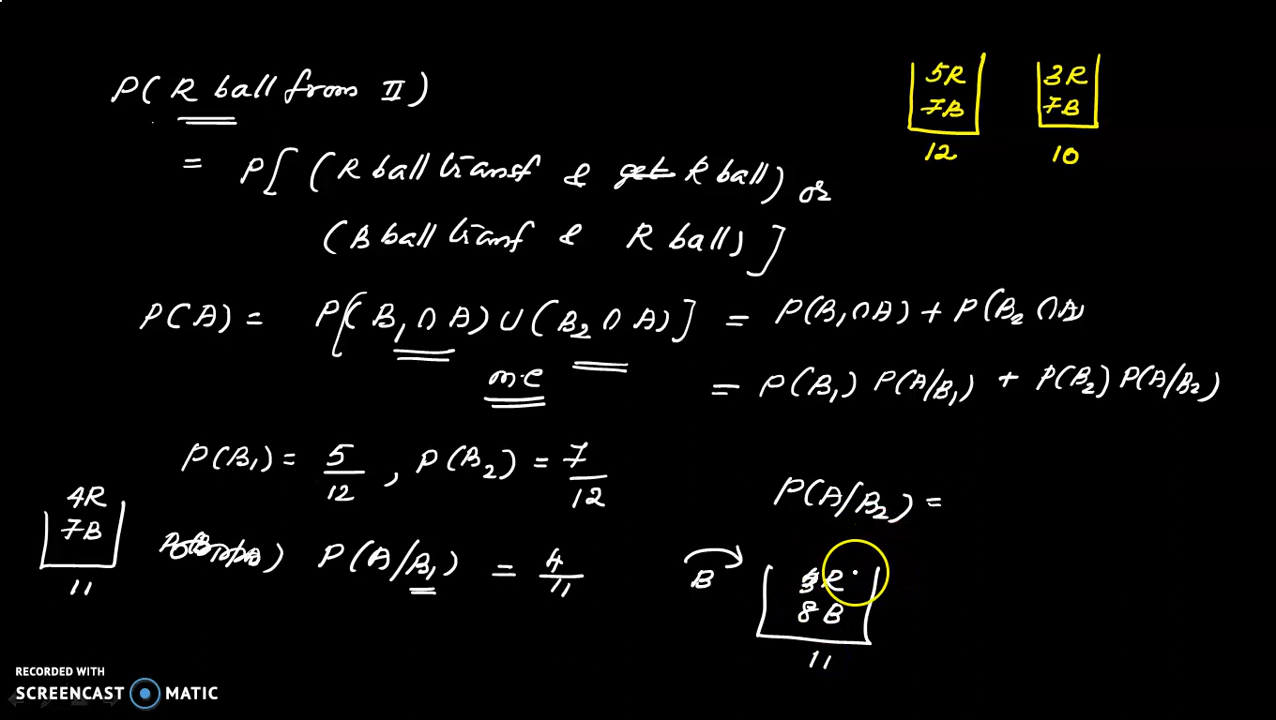 P( R ball from II )
5R
7B
12
3R
7B
10
= P[ ( R ball transf & get R ball) or
( B ball transf & R ball) ]
P(A) = P[( B₁ ∩ A) ∪ ( B₂ ∩ A) ] = P(B₁∩A) + P(B₂ ∩A)
m.e
= P(B₁) P(A/B₁) + P(B₂) P(A/B₂)
P(B₁) = 5/12 , P(B₂) = 7/12
4R
7B
11
P(A/B₁) = 4/11
P(A/B₂) =
B
3R
8B
11
RECORDED WITH
SCREENCAST MATIC